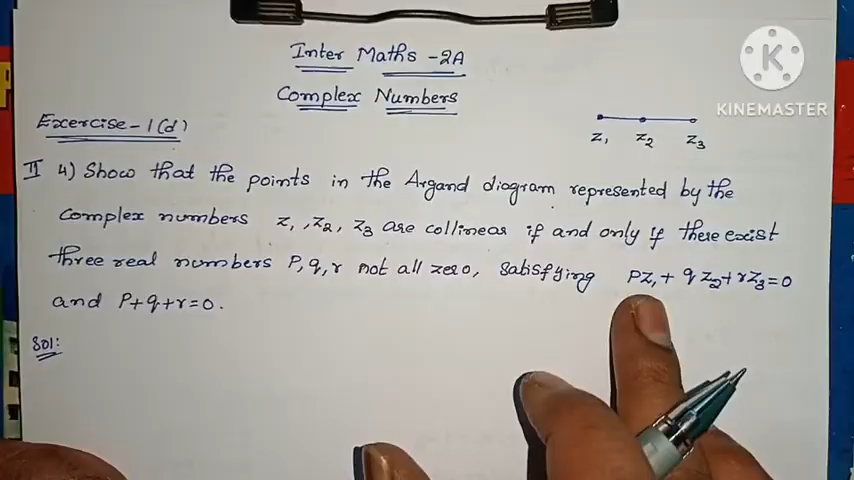 Inter Maths -2A
Complex Numbers
K
KINEMASTER
Exercise-1(d)
z₁ z₂ z₃
II 4) Show that the points in the Argand diagram represented by the
complex numbers z₁, z₂, z₃ are collinear if and only if there exist
three real numbers P, q, r not all zero, satisfying Pz₁ + qz₂ + rz₃ = 0
and P+q+r=0.
Sol: